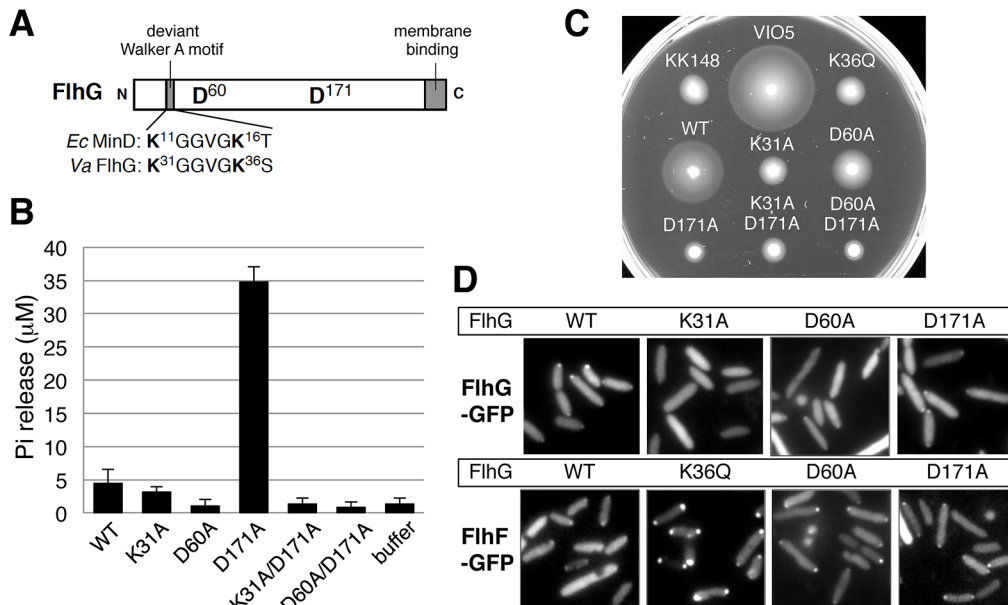 A
deviant
Walker A motif
membrane
binding
FlhG N D60 D171 C
Ec MinD: K11GGVGK16T
Va FlhG: K31GGVGK36S
B
Pi release (μM)
40
35
30
25
20
15
10
5
0
WT
K31A
D60A
D171A
K31A/D171A
D60A/D171A
buffer
C
VIO5
KK148
K36Q
WT
K31A
D60A
D171A
K31A
D171A
D60A
D171A
D
FlhG WT K31A D60A D171A
FlhG
-GFP
FlhG WT K36Q D60A D171A
FlhF
-GFP